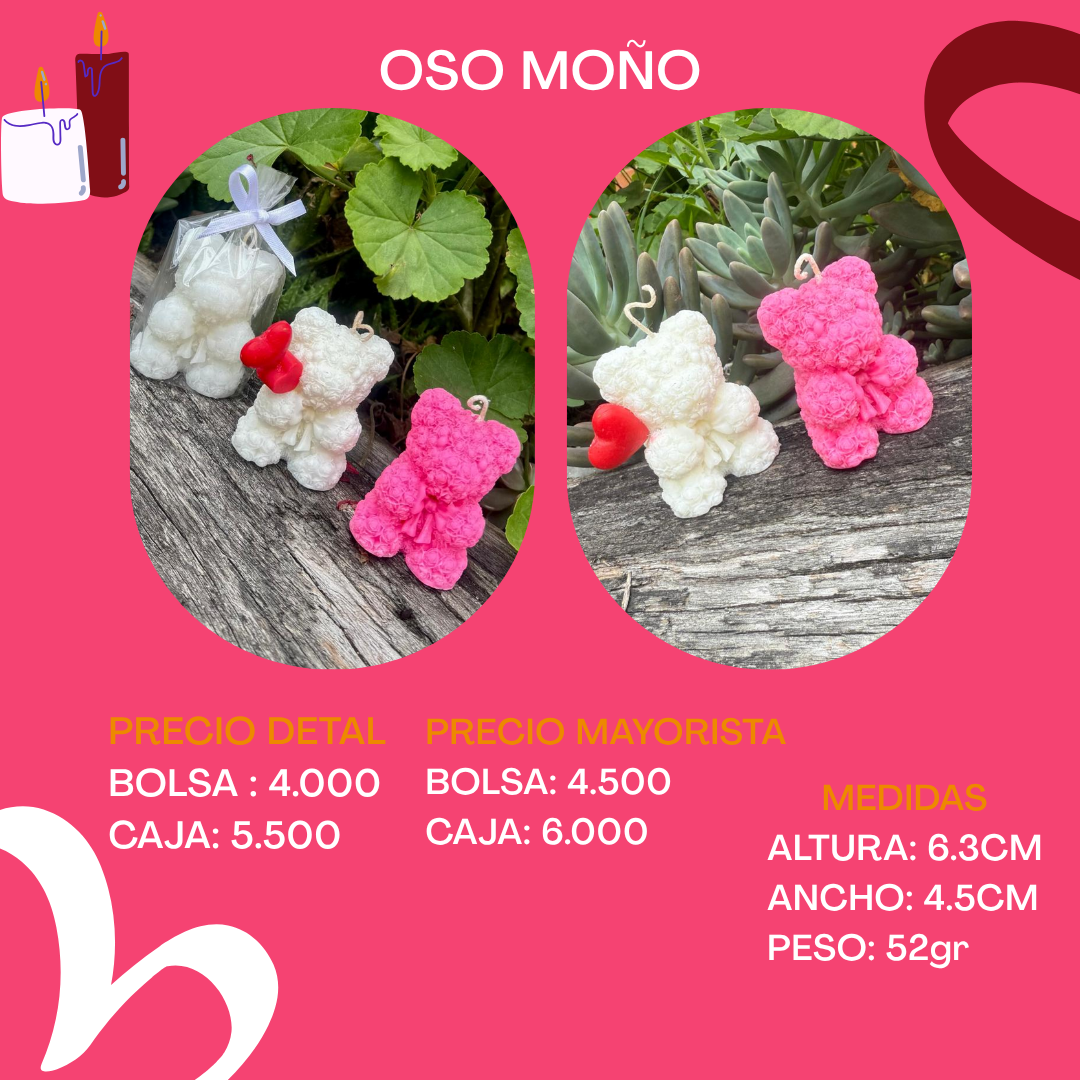 OSO MOÑO
PRECIO DETAL
BOLSA : 4.000
CAJA: 5.500
PRECIO MAYORISTA
BOLSA: 4.500
CAJA: 6.000
MEDIDAS
ALTURA: 6.3CM
ANCHO: 4.5CM
PESO: 52gr